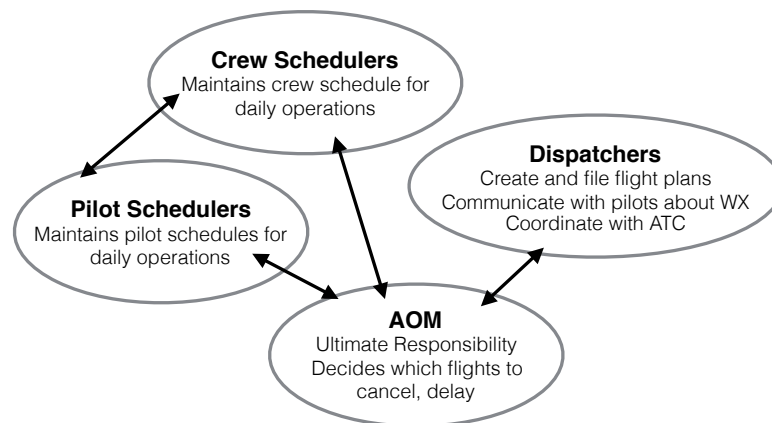 Crew Schedulers
Maintains crew schedule for
daily operations
Dispatchers
Create and file flight plans
Communicate with pilots about WX
Coordinate with ATC
Pilot Schedulers
Maintains pilot schedules for
daily operations
AOM
Ultimate Responsibility
Decides which flights to
cancel, delay